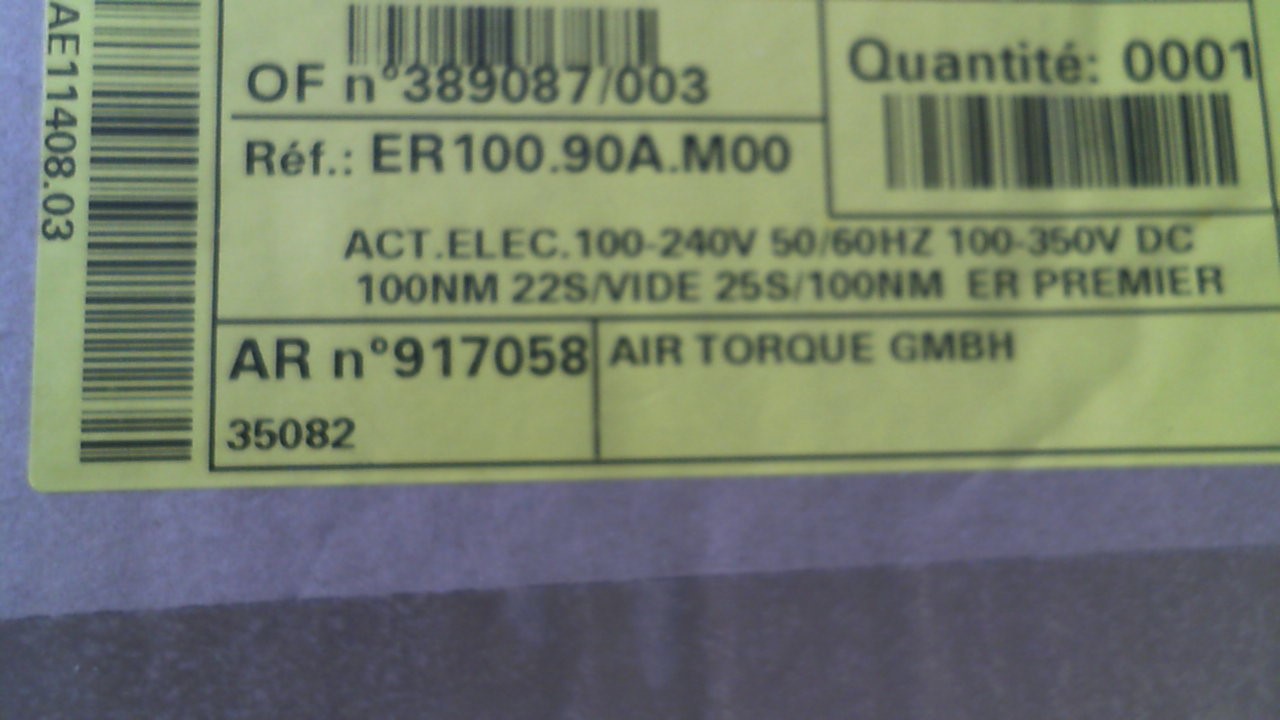 AE11408.03
OF n°389087/003
Quantité: 0001
Réf.: ER100.90A.M00
ACT.ELEC.100-240V 50/60HZ 100-350V DC
100NM 22S/VIDE 25S/100NM ER PREMIER
AR n°917058
AIR TORQUE GMBH
35082